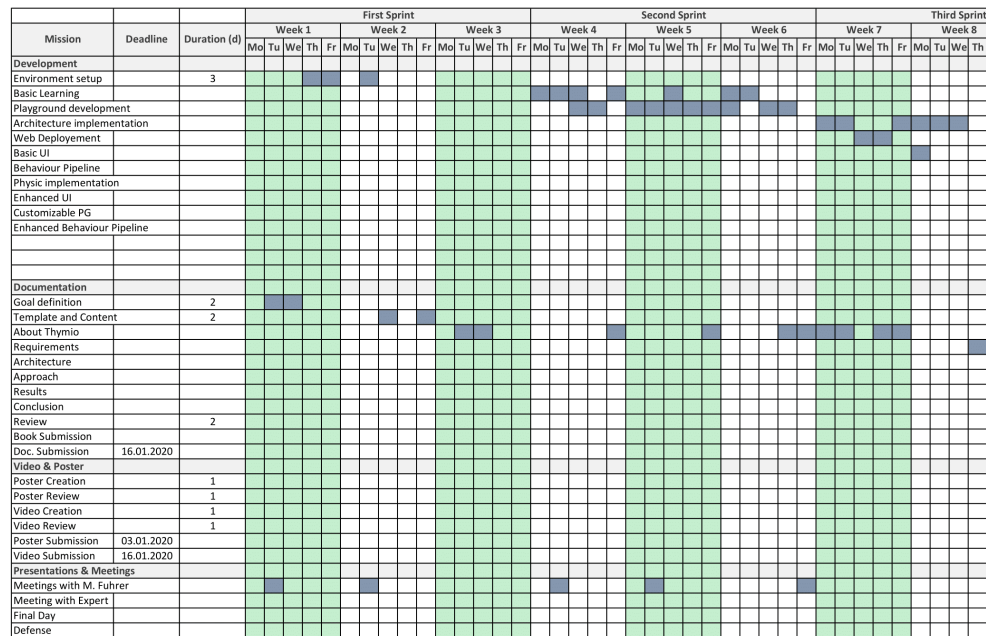 First Sprint Second Sprint Third Sprint
Mission Deadline Duration (d) Week 1 Week 2 Week 3 Week 4 Week 5 Week 6 Week 7 Week 8
Mo Tu We Th Fr Mo Tu We Th Fr Mo Tu We Th Fr Mo Tu We Th Fr Mo Tu We Th Fr Mo Tu We Th Fr Mo Tu We Th Fr Mo Tu We Th
Development
Environment setup 3
Basic Learning
Playground development
Architecture implementation
Web Deployement
Basic UI
Behaviour Pipeline
Physic implementation
Enhanced UI
Customizable PG
Enhanced Behaviour Pipeline
Documentation
Goal definition 2
Template and Content 2
About Thymio
Requirements
Architecture
Approach
Results
Conclusion
Review 2
Book Submission
Doc. Submission 16.01.2020
Video & Poster
Poster Creation 1
Poster Review 1
Video Creation 1
Video Review 1
Poster Submission 03.01.2020
Video Submission 16.01.2020
Presentations & Meetings
Meetings with M. Fuhrer
Meeting with Expert
Final Day
Defense